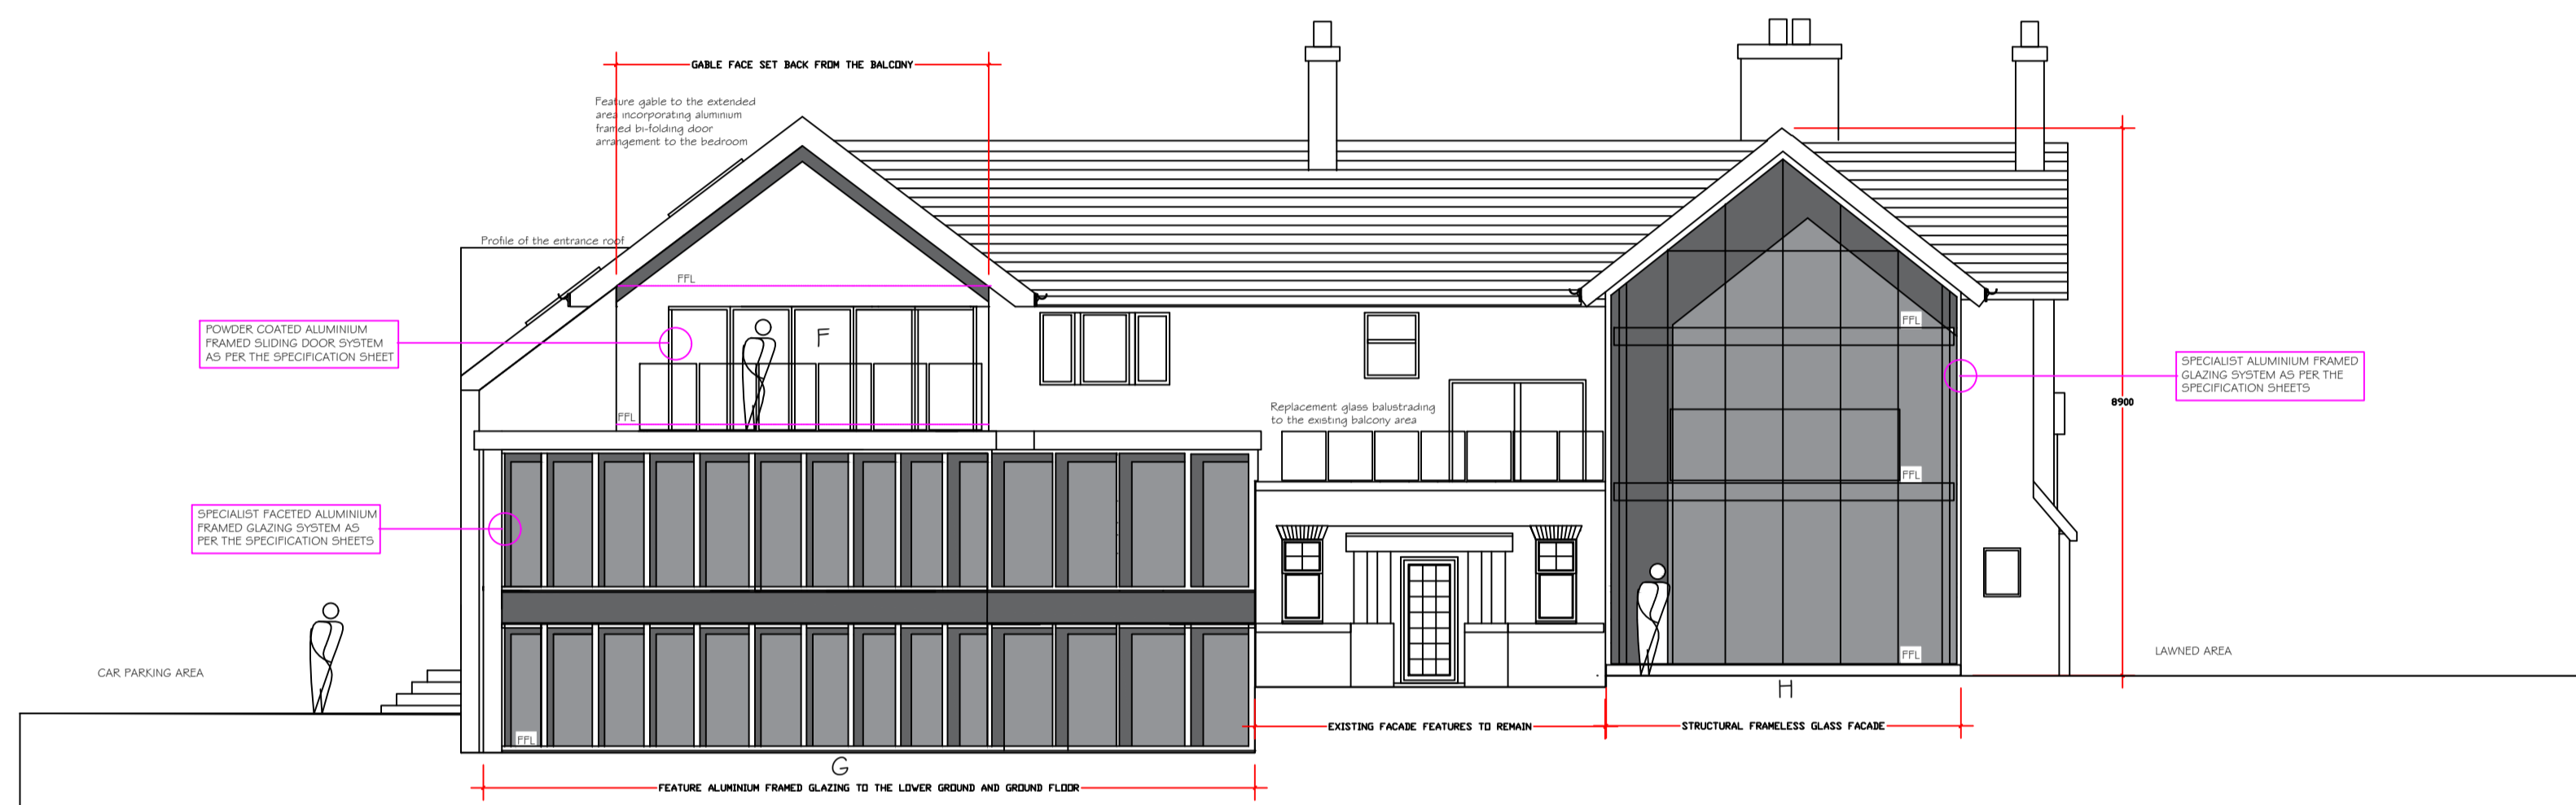 GABLE FACE SET BACK FROM THE BALCONY
Feature gable to the extended
area incorporating aluminium
framed bi-folding door
arrangement to the bedroom
Profile of the entrance roof
FFL
POWDER COATED ALUMINIUM
FRAMED SLIDING DOOR SYSTEM
AS PER THE SPECIFICATION SHEET
F
FFL
SPECIALIST FACETED ALUMINIUM
FRAMED GLAZING SYSTEM AS
PER THE SPECIFICATION SHEETS
Replacement glass balustrading
to the existing balcony area
FFL
FFL
FFL
SPECIALIST ALUMINIUM FRAMED
GLAZING SYSTEM AS PER THE
SPECIFICATION SHEETS
8900
CAR PARKING AREA
LAWNED AREA
FFL
G
H
EXISTING FACADE FEATURES TO REMAIN
STRUCTURAL FRAMELESS GLASS FACADE
FEATURE ALUMINIUM FRAMED GLAZING TO THE LOWER GROUND AND GROUND FLOOR